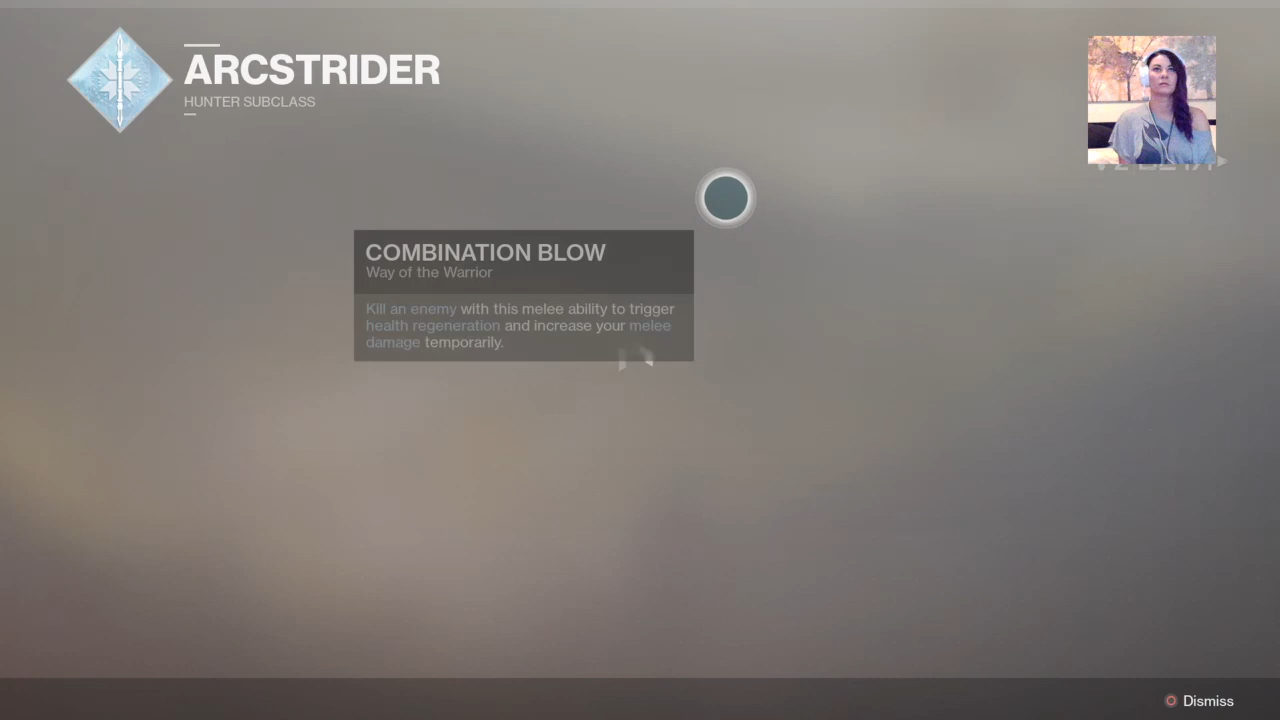 ARCSTRIDER
HUNTER SUBCLASS
COMBINATION BLOW
Way of the Warrior
Kill an enemy with this melee ability to trigger
health regeneration and increase your melee
damage temporarily.
Dismiss